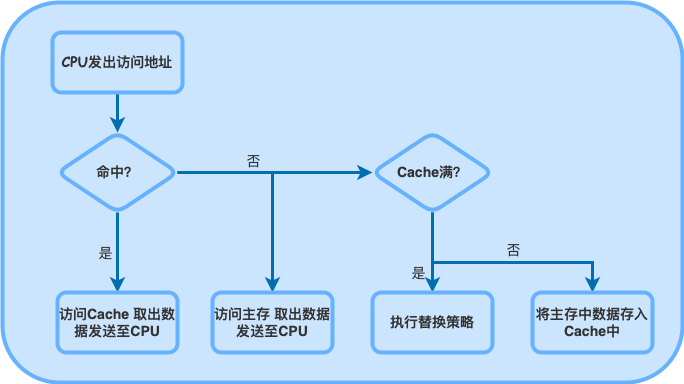 CPU发出访问地址
命中?
否
Cache满?
是
否
是
访问Cache 取出数
据发送至CPU
访问主存 取出数据
发送至CPU
执行替换策略
将主存中数据存入
Cache中